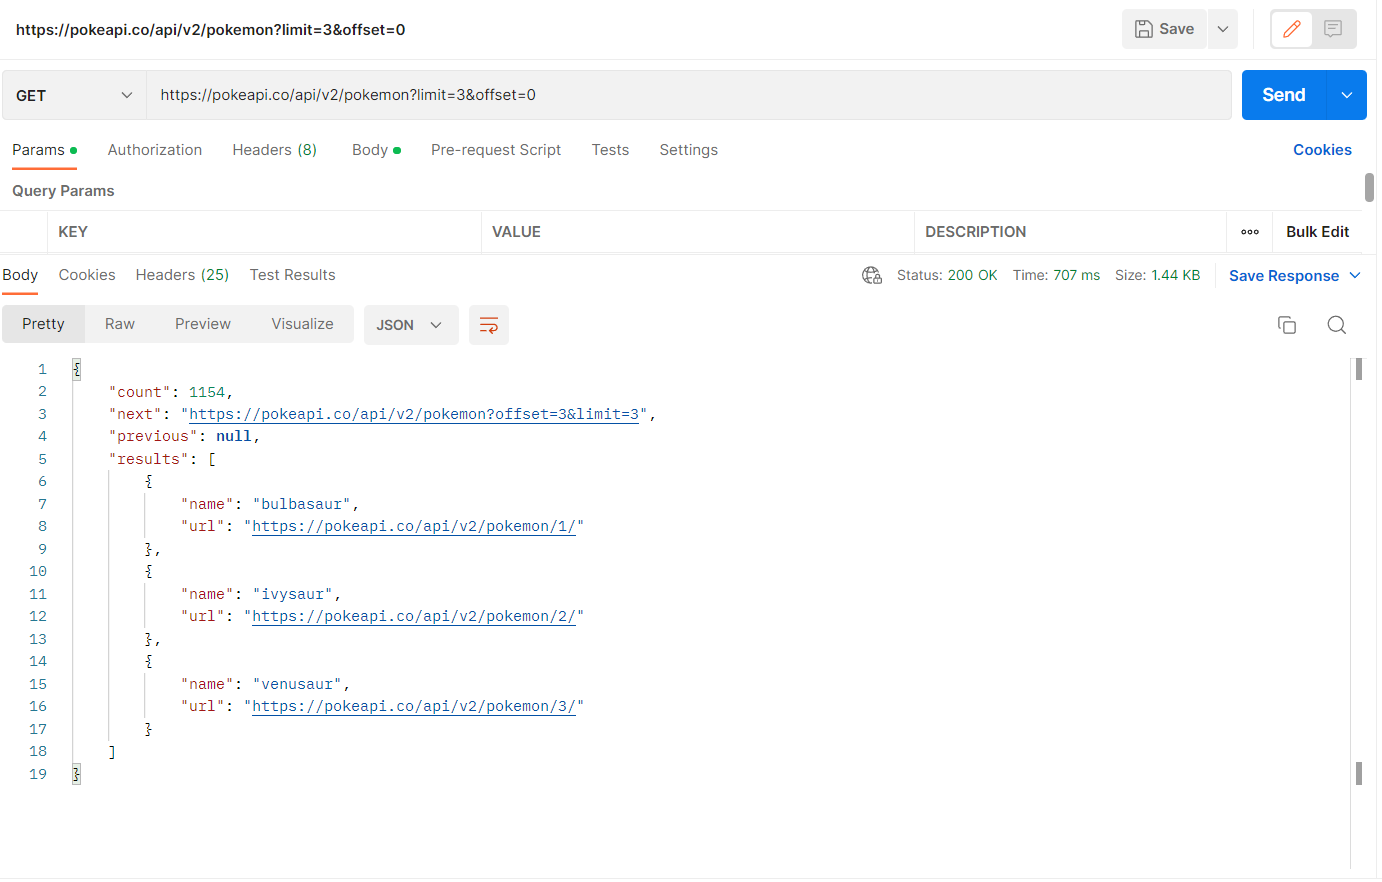 https://pokeapi.co/api/v2/pokemon?limit=3&offset=0
Save
GET
https://pokeapi.co/api/v2/pokemon?limit=3&offset=0
Send
Params Authorization Headers (8) Body Pre-request Script Tests Settings Cookies
Query Params
KEY VALUE DESCRIPTION ooo Bulk Edit
Body Cookies Headers (25) Test Results Status: 200 OK Time: 707 ms Size: 1.44 KB Save Response
Pretty Raw Preview Visualize JSON
1 {
2 "count": 1154,
3 "next": "https://pokeapi.co/api/v2/pokemon?offset=3&limit=3",
4 "previous": null,
5 "results": [
6 {
7 "name": "bulbasaur",
8 "url": "https://pokeapi.co/api/v2/pokemon/1/"
9 },
10 {
11 "name": "ivysaur",
12 "url": "https://pokeapi.co/api/v2/pokemon/2/"
13 },
14 {
15 "name": "venusaur",
16 "url": "https://pokeapi.co/api/v2/pokemon/3/"
17 }
18 ]
19 }